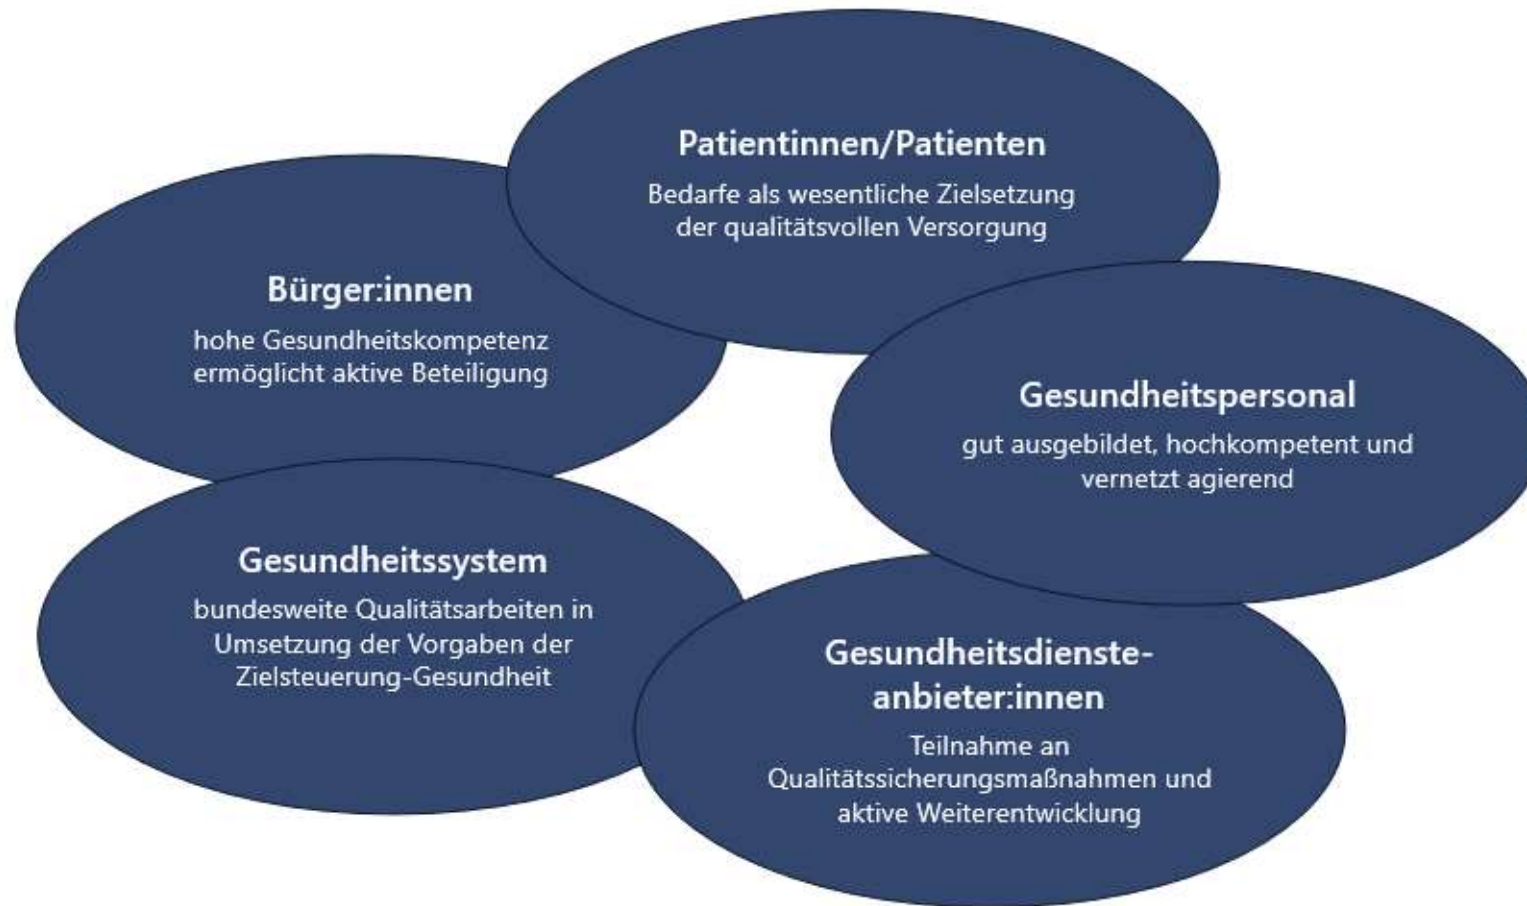 Patientinnen/Patienten
Bedarfe als wesentliche Zielsetzung
der qualitätsvollen Versorgung
Bürger:innen
hohe Gesundheitskompetenz
ermöglicht aktive Beteiligung
Gesundheitspersonal
gut ausgebildet, hochkompetent und
vernetzt agierend
Gesundheitssystem
bundesweite Qualitätsarbeiten in
Umsetzung der Vorgaben der
Zielsteuerung-Gesundheit
Gesundheitsdienste-
anbieter:innen
Teilnahme an
Qualitätssicherungsmaßnahmen und
aktive Weiterentwicklung